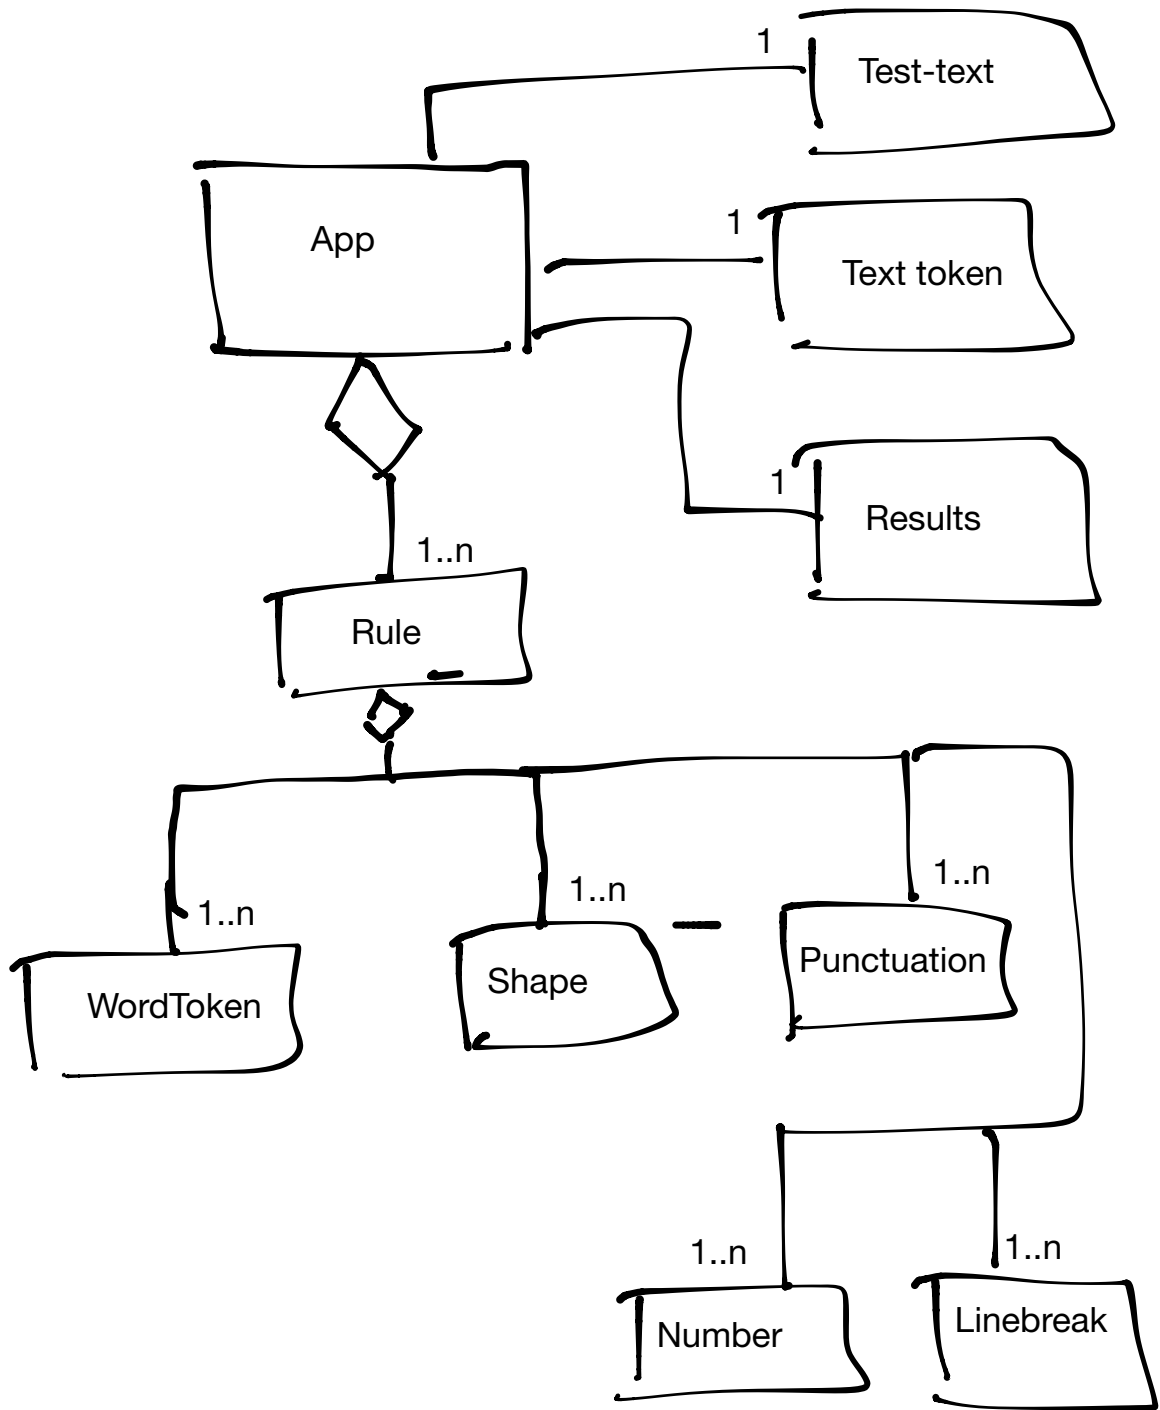 1
Test-text
App
1
Text token
1
Results
1..n
Rule
1..n
WordToken
1..n
Shape
1..n
Punctuation
1..n
Number
1..n
Linebreak